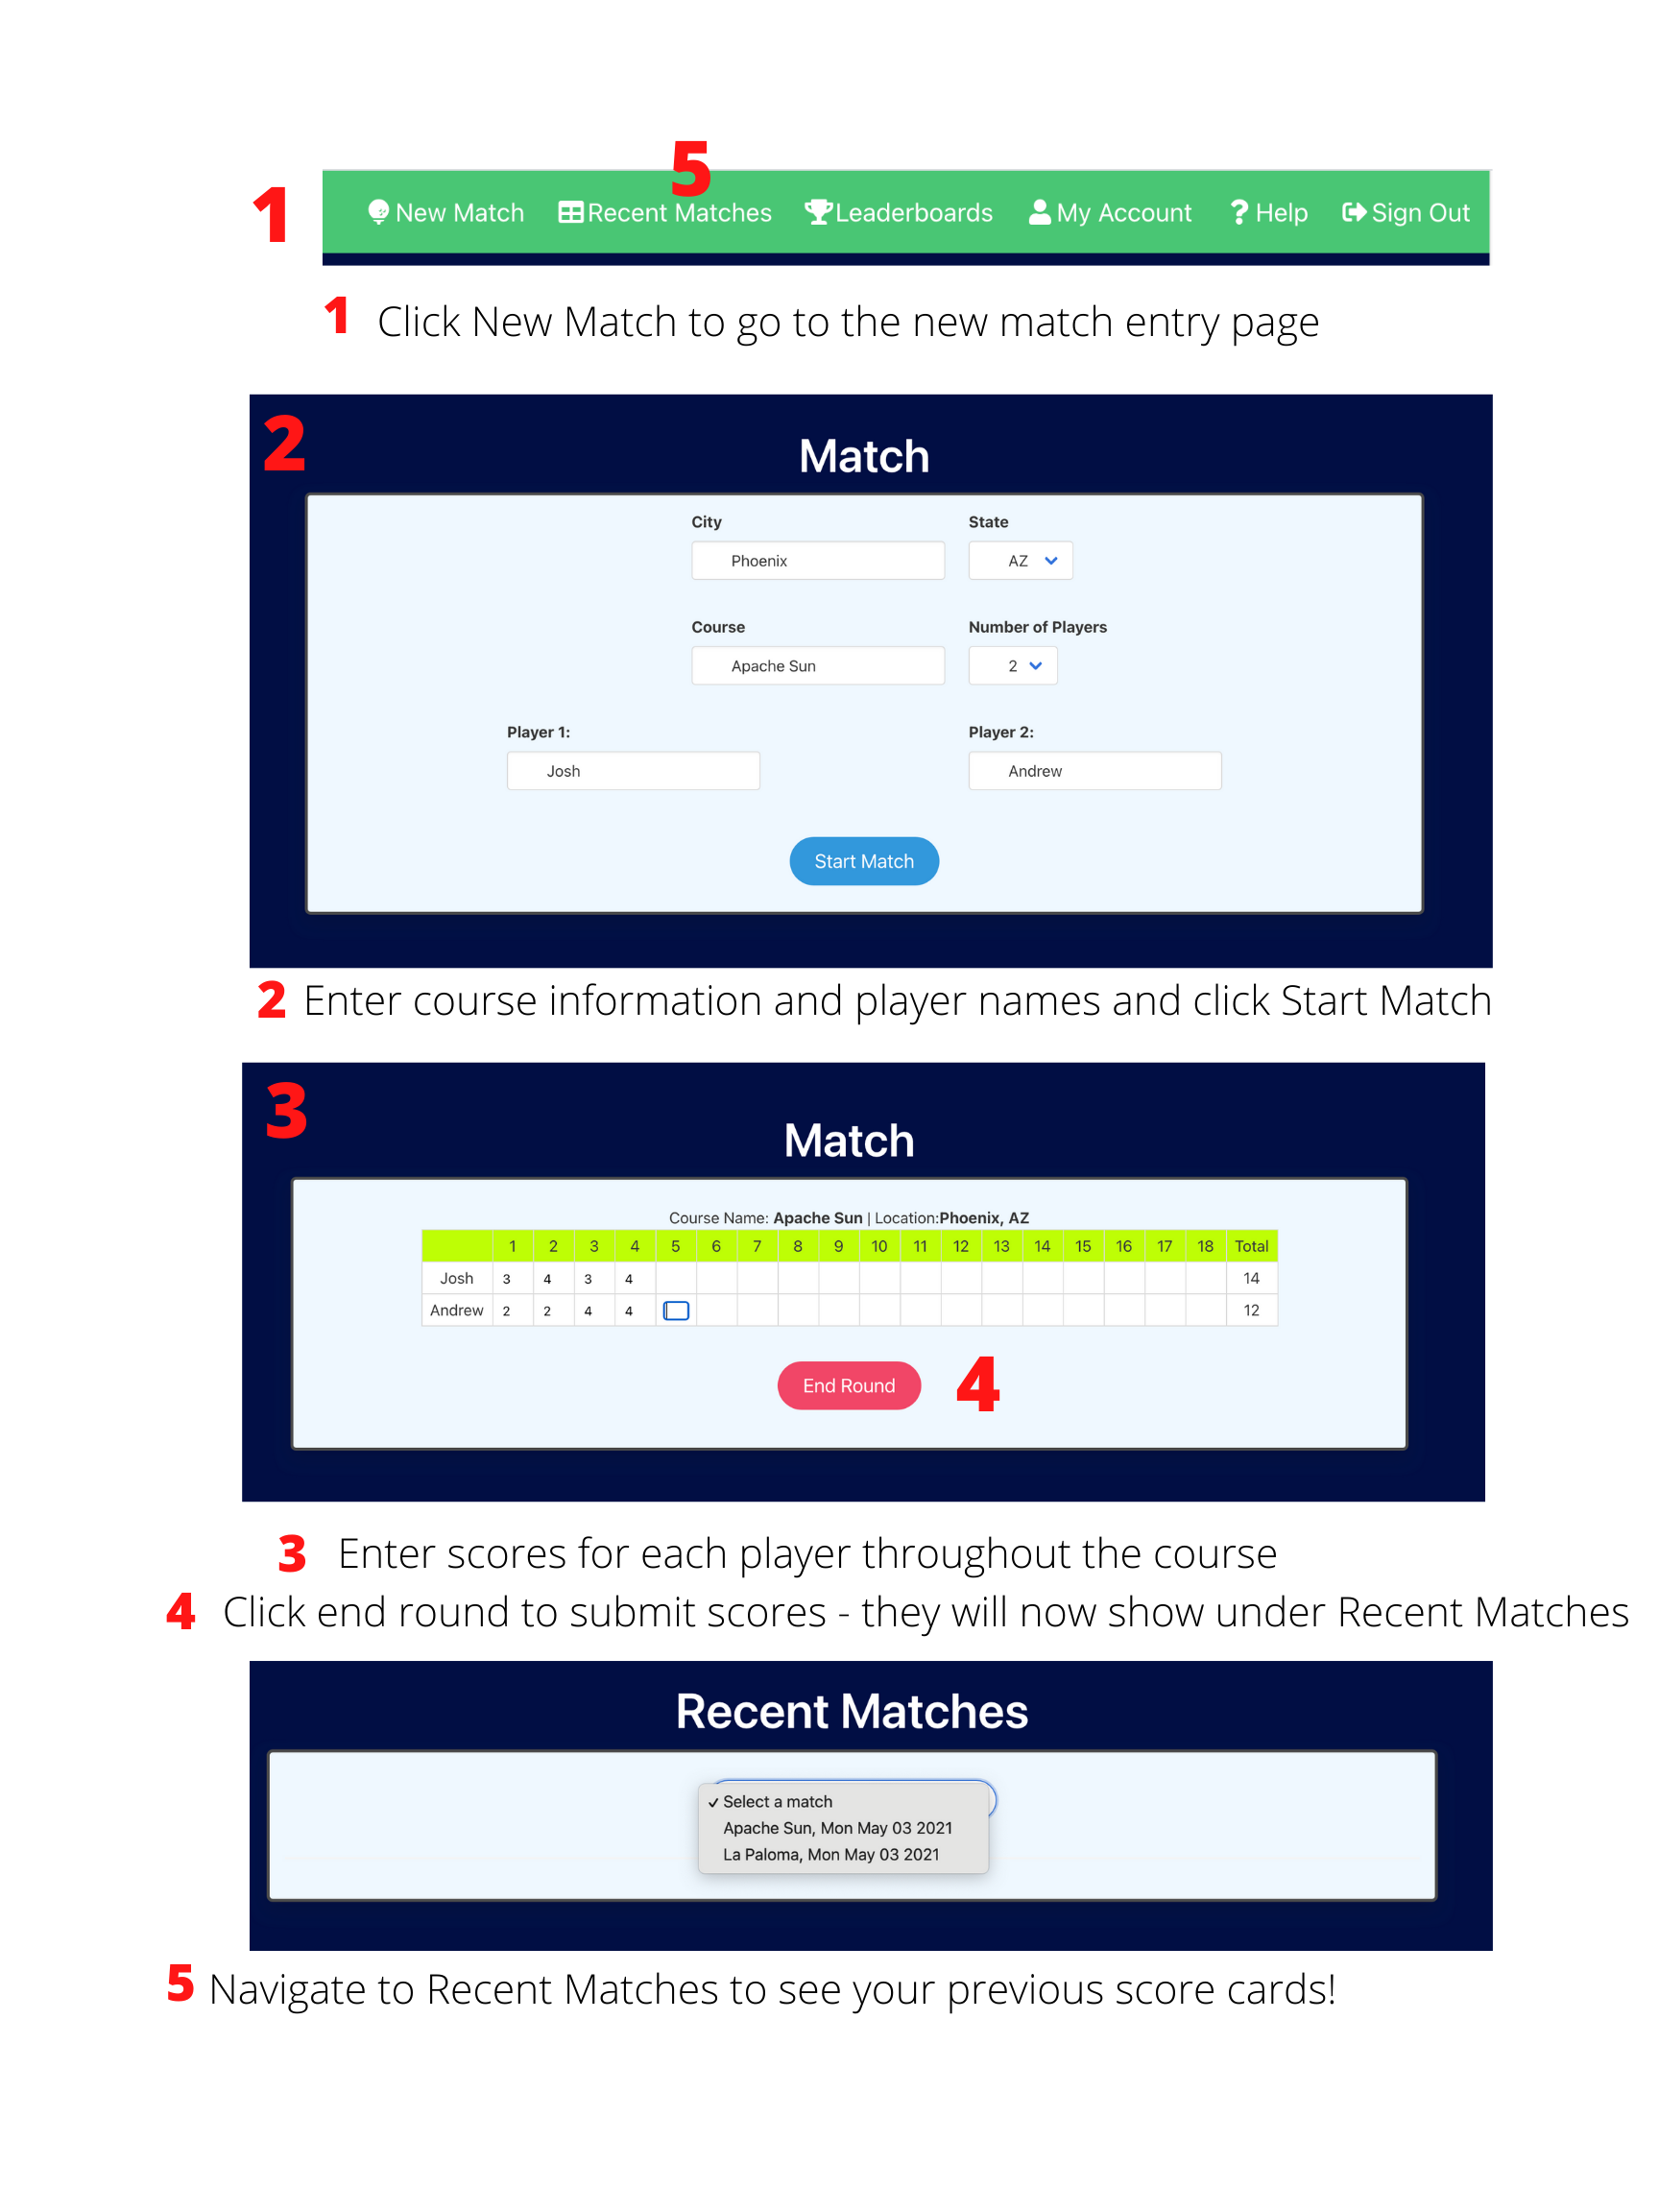 5
1 New Match Recent Matches Leaderboards My Account Help Sign Out
1 Click New Match to go to the new match entry page
2
Match
City State
Phoenix AZ
Course Number of Players
Apache Sun 2
Player 1: Player 2:
Josh Andrew
Start Match
2 Enter course information and player names and click Start Match
3
Match
Course Name: Apache Sun | Location:Phoenix, AZ
1 2 3 4 5 6 7 8 9 10 11 12 13 14 15 16 17 18 Total
Josh 3 4 3 4 14
Andrew 2 2 4 4 12
End Round 4
3 Enter scores for each player throughout the course
4 Click end round to submit scores - they will now show under Recent Matches
Recent Matches
✓ Select a match
Apache Sun, Mon May 03 2021
La Paloma, Mon May 03 2021
5 Navigate to Recent Matches to see your previous score cards!